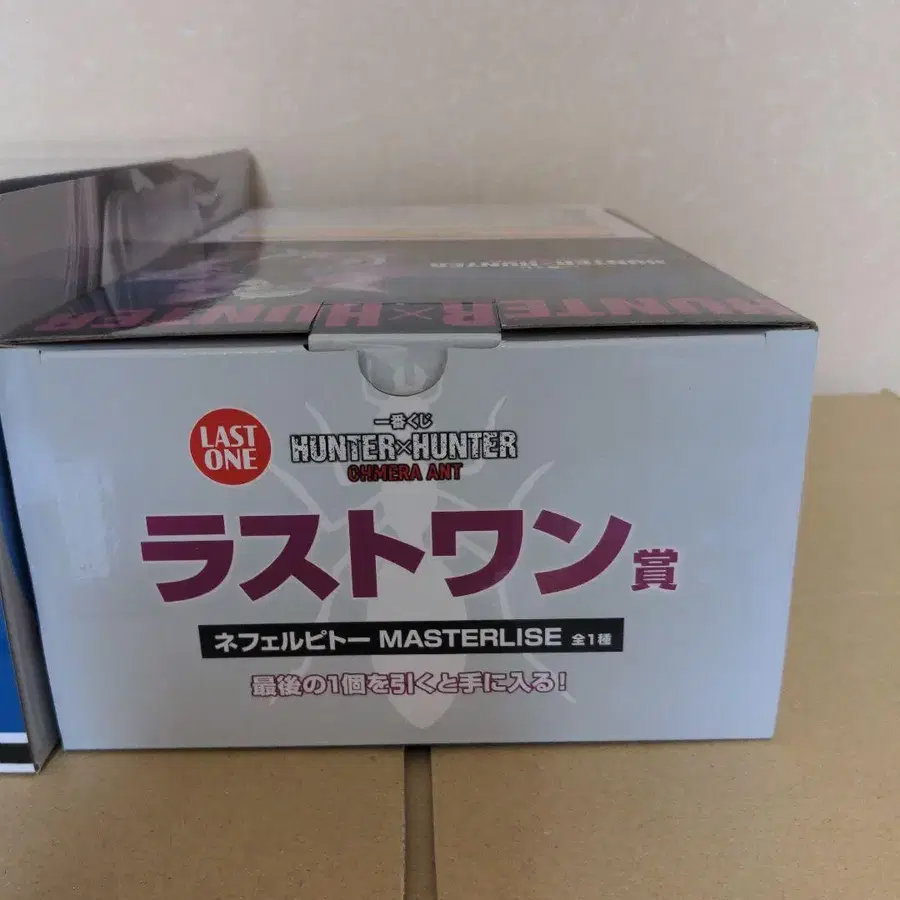 HUNTER×HUNTER
HUNTER×HUNTER
LAST ONE
一番くじ
HUNTER×HUNTER
CHIMERA ANT
ラストワン賞
ネフェルピトー MASTERLISE 全1種
最後の1個を引くと手に入る!